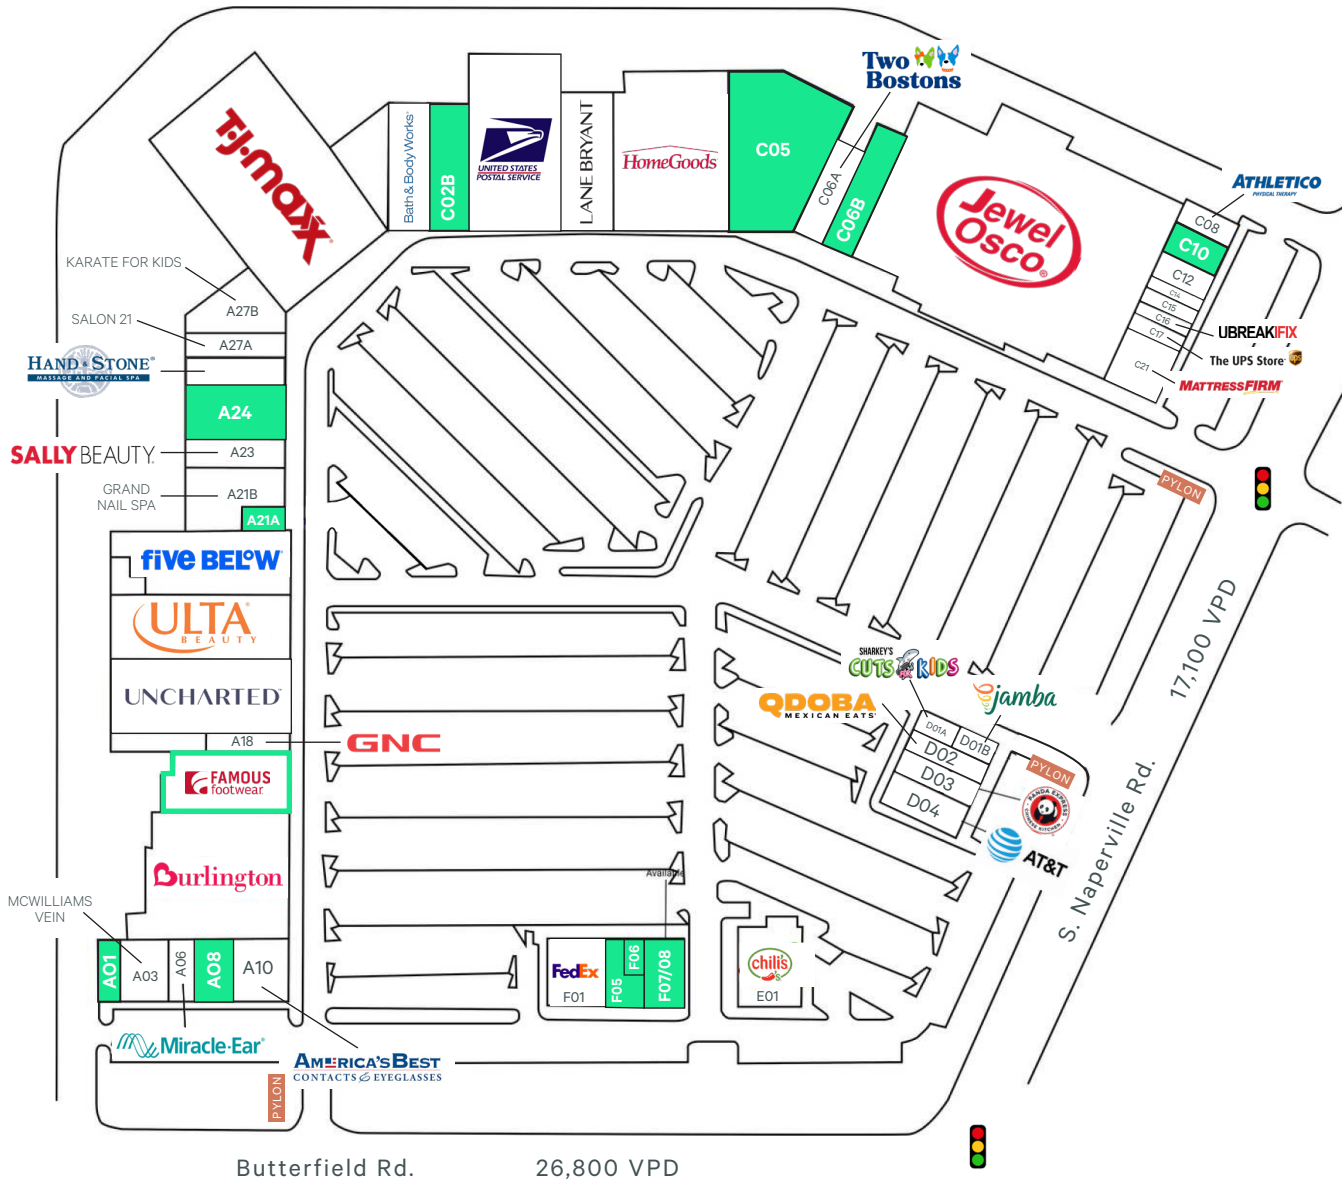 Two
Bostons
T·J·maxx
Bath & Body Works
C02B
UNITED STATES
POSTAL SERVICE
LANE BRYANT
HomeGoods
C05
C06A
C06B
Jewel
Osco
ATHLETICO
PHYSICAL THERAPY
C08
C10
C12
C14
C15
C16
C17
C21
UBREAKIFIX
The UPS Store
ups
MATTRESSFIRM
KARATE FOR KIDS
A27B
SALON 21
A27A
HAND & STONE
MASSAGE AND FACIAL SPA
A24
SALLY BEAUTY
A23
GRAND
NAIL SPA
A21B
A21A
five BELOW
ULTA
BEAUTY
UNCHARTED
A18
GNC
FAMOUS
footwear
Burlington
MCWILLIAMS
VEIN
A01
A03
A06
A08
A10
Miracle-Ear
AMERICA'S BEST
CONTACTS & EYEGLASSES
PYLON
PYLON
17,100 VPD
SHARKEY'S
CUTS FOR KIDS
QDOBA
MEXICAN EATS
jamba
D01A
D01B
D02
D03
D04
PYLON
PANDA EXPRESS
CHINESE KITCHEN
AT&T
S. Naperville Rd.
Available
FedEx
F01
F05
F06
F07/08
chili's
E01
Butterfield Rd.
26,800 VPD